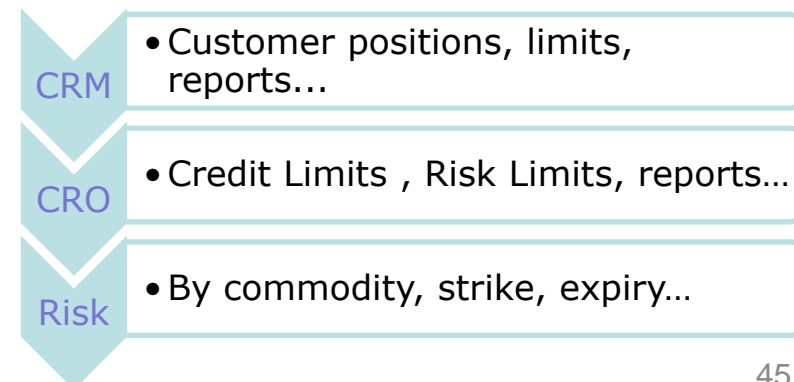 CRM
• Customer positions, limits,
reports...
CRO
• Credit Limits , Risk Limits, reports…
Risk
• By commodity, strike, expiry…
45